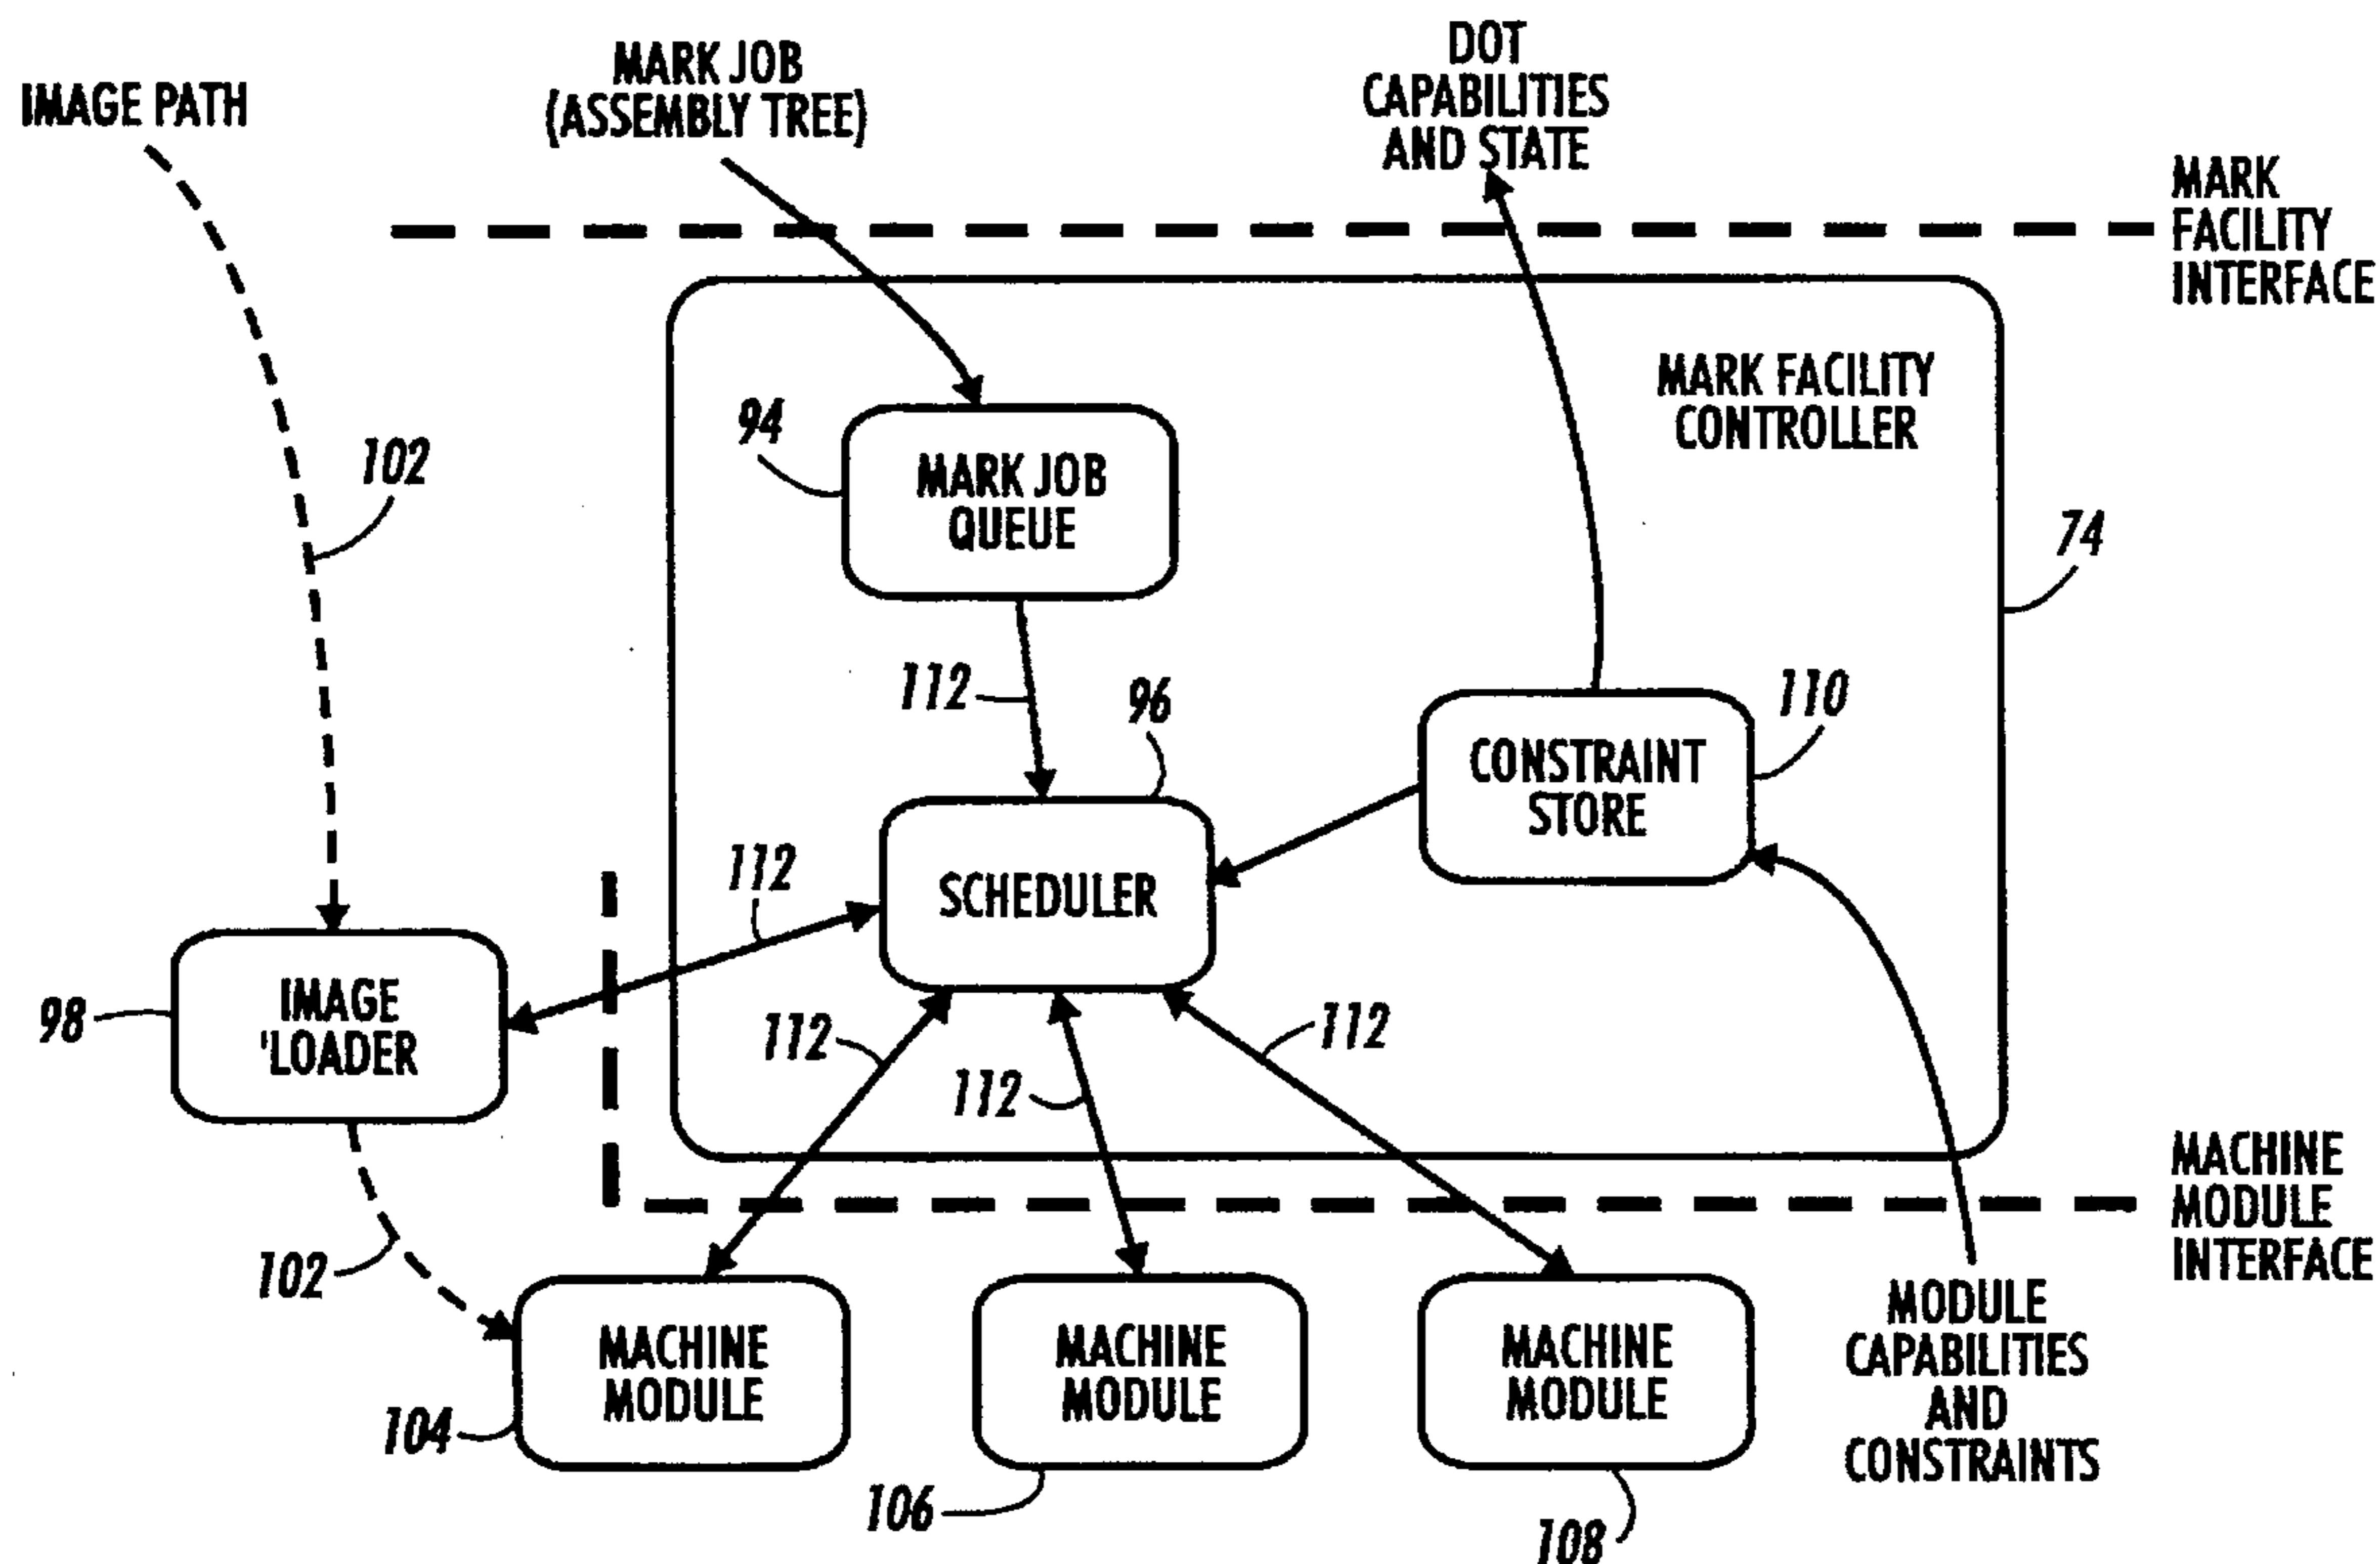 IMAGE PATH
MARK JOB
(ASSEMBLY TREE)
DOT
CAPABILITIES
AND STATE
MARK
FACILITY
INTERFACE
MARK FACILITY
CONTROLLER
94
MARK JOB
QUEUE
102
74
112
96
110
CONSTRAINT
STORE
112
SCHEDULER
98
IMAGE
'LOADER
112
112
112
102
MACHINE
MODULE
INTERFACE
MACHINE
MODULE
104
MACHINE
MODULE
106
MACHINE
MODULE
108
MODULE
CAPABILITIES
AND
CONSTRAINTS